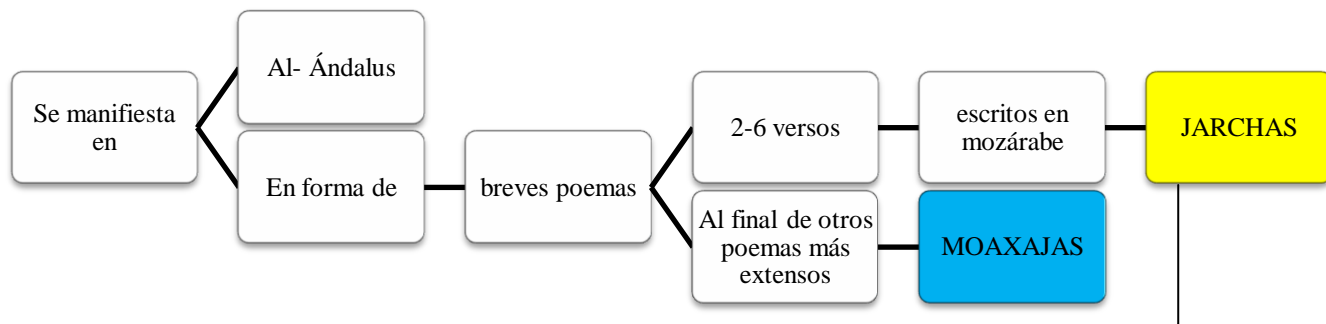 Se manifiesta
en
Al- Ándalus
En forma de
breves poemas
2-6 versos
escritos en
mozárabe
JARCHAS
Al final de otros
poemas más
extensos
MOAXAJAS